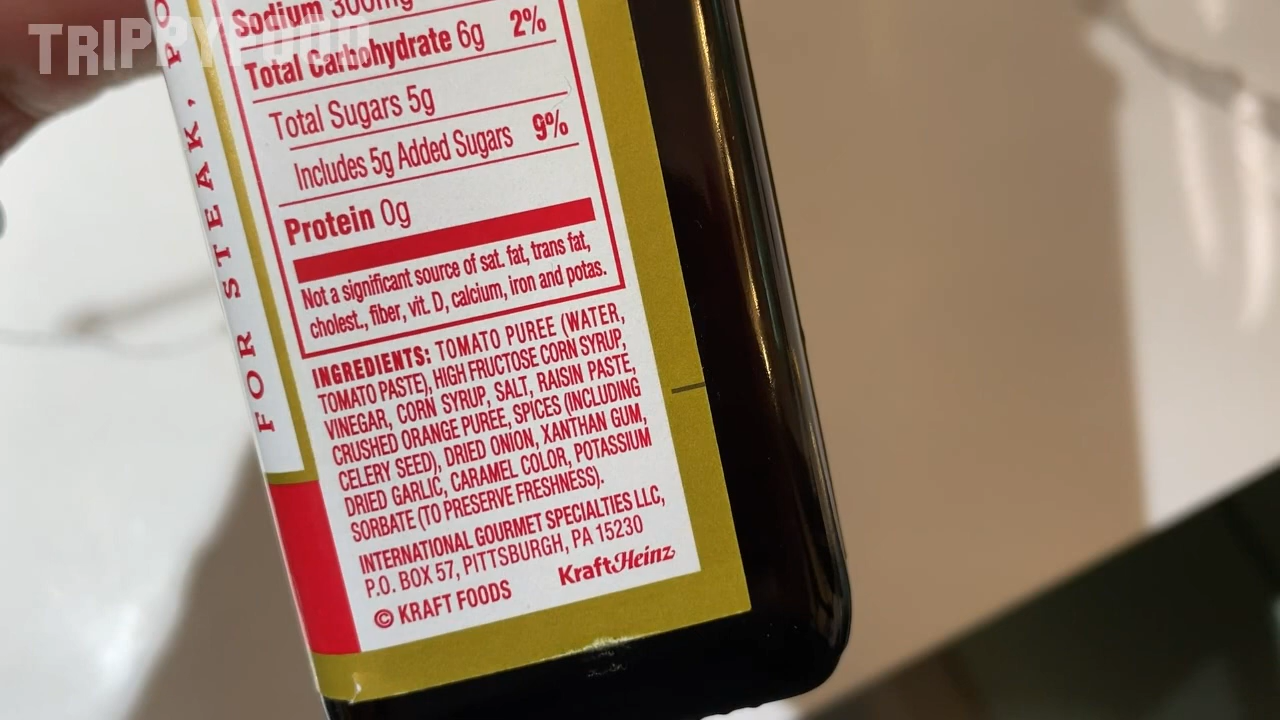 TRIPPYFOOD
Sodium 300mg
Total Carbohydrate 6g 2%
Total Sugars 5g
Includes 5g Added Sugars 9%
Protein 0g
Not a significant source of sat. fat, trans fat,
cholest., fiber, vit. D, calcium, iron and potas.
INGREDIENTS: TOMATO PUREE (WATER,
TOMATO PASTE), HIGH FRUCTOSE CORN SYRUP,
VINEGAR, CORN SYRUP, SALT, RAISIN PASTE,
CRUSHED ORANGE PUREE, SPICES (INCLUDING
CELERY SEED), DRIED ONION, XANTHAN GUM,
DRIED GARLIC, CARAMEL COLOR, POTASSIUM
SORBATE (TO PRESERVE FRESHNESS).
INTERNATIONAL GOURMET SPECIALTIES LLC,
P.O. BOX 57, PITTSBURGH, PA 15230
© KRAFT FOODS KraftHeinz
FOR STEAK,